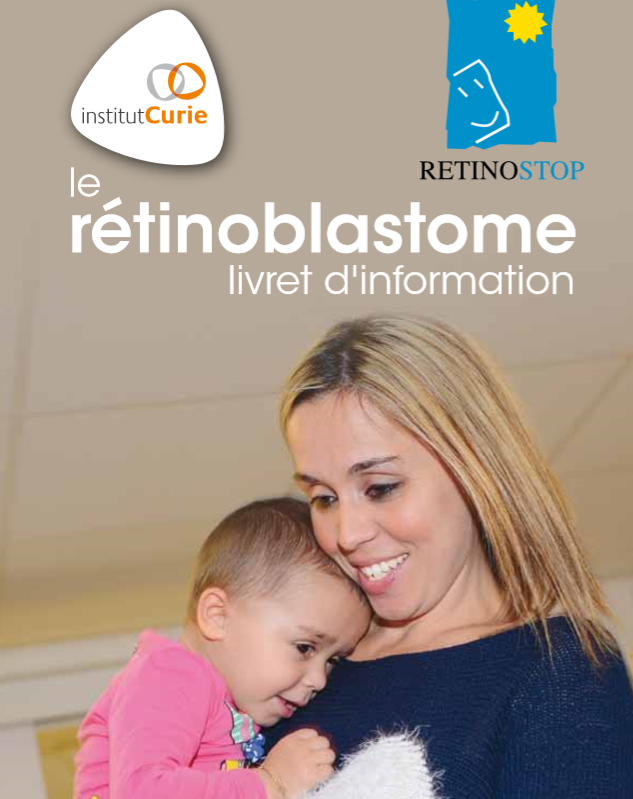 institutCurie
RETINOSTOP
le
rétinoblastome
livret d'information